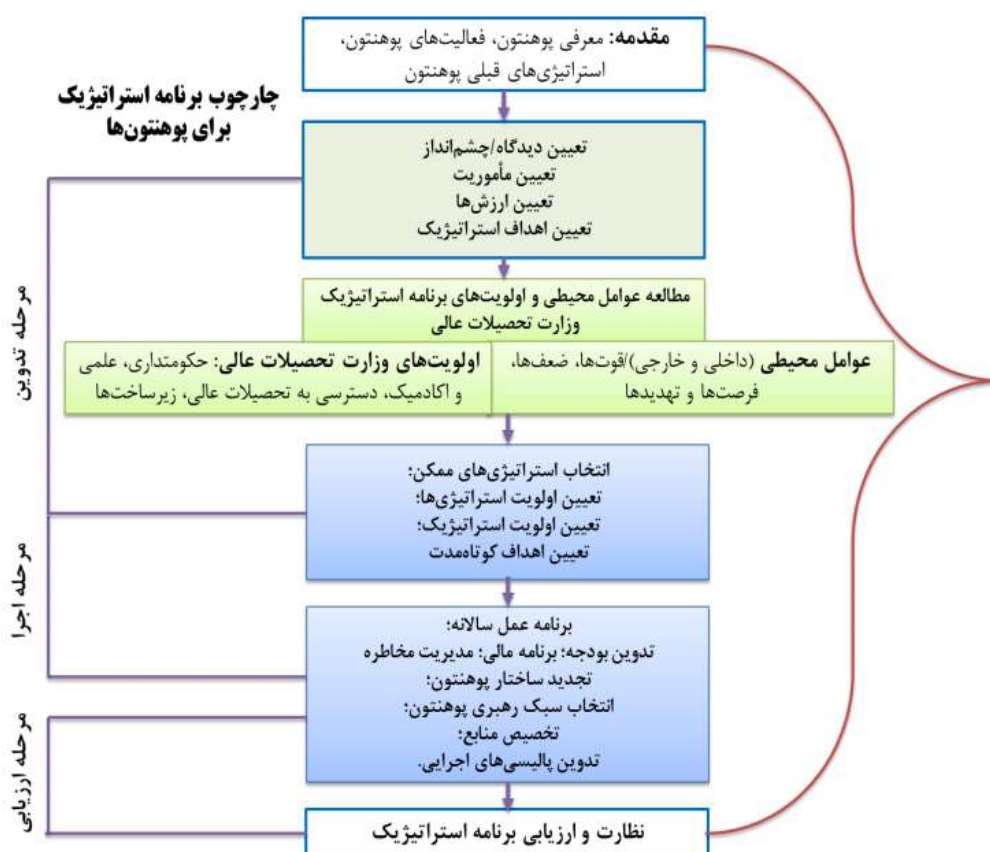 مقدمه: معرفی پوهنتون، فعالیت‌های پوهنتون،
استراتیژی‌های قبلی پوهنتون
چارچوب برنامه استراتیژیک
برای پوهنتون‌ها
تعیین دیدگاه/چشم‌انداز
تعیین مأموریت
تعیین ارزش‌ها
تعیین اهداف استراتیژیک
مطالعه عوامل محیطی و اولویت‌های برنامه استراتیژیک
وزارت تحصیلات عالی
عوامل محیطی (داخلی و خارجی)/قوت‌ها، ضعف‌ها،
فرصت‌ها و تهدیدها
اولویت‌های وزارت تحصیلات عالی: حکومتداری، علمی
و اکادمیک، دسترسی به تحصیلات عالی، زیرساخت‌ها
انتخاب استراتیژی‌های ممکن؛
تعیین اولویت استراتیژی‌ها؛
تعیین اولویت استراتیژیک؛
تعیین اهداف کوتاه‌مدت
برنامه عمل سالانه؛
تدوین بودجه؛ برنامه مالی؛ مدیریت مخاطره
تجدید ساختار پوهنتون؛
انتخاب سبک رهبری پوهنتون؛
تخصیص منابع؛
تدوین پالیسی‌های اجرایی.
نظارت و ارزیابی برنامه استراتیژیک
مرحله تدوین
مرحله اجرا
مرحله ارزیابی